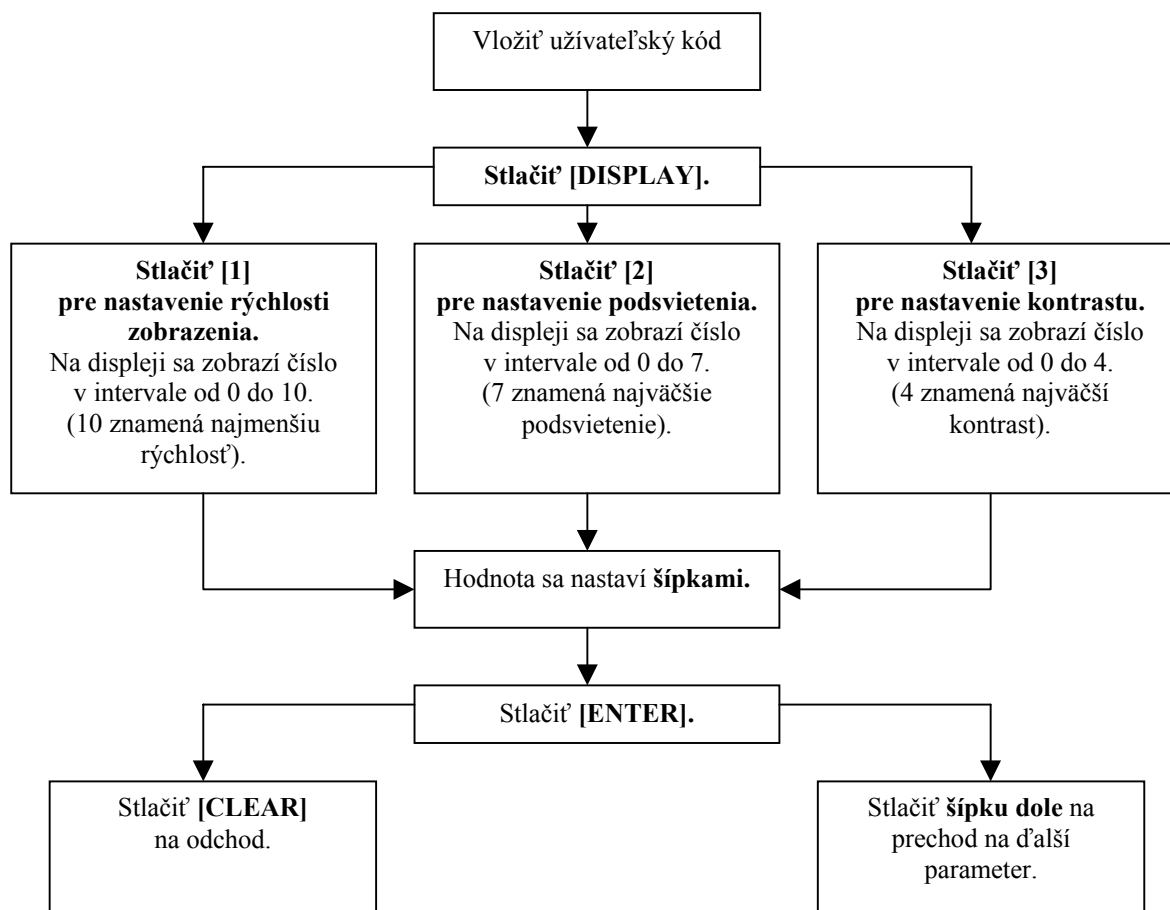 Vložiť užívateľský kód
Stlačiť [DISPLAY].
Stlačiť [1]
pre nastavenie rýchlosti
zobrazenia.
Na displeji sa zobrazí číslo
v intervale od 0 do 10.
(10 znamená najmenšiu
rýchlosť).
Stlačiť [2]
pre nastavenie podsvietenia.
Na displeji sa zobrazí číslo
v intervale od 0 do 7.
(7 znamená najväčšie
podsvietenie).
Stlačiť [3]
pre nastavenie kontrastu.
Na displeji sa zobrazí číslo
v intervale od 0 do 4.
(4 znamená najväčší
kontrast).
Hodnota sa nastaví šípkami.
Stlačiť [ENTER].
Stlačiť [CLEAR]
na odchod.
Stlačiť šípku dole na
prechod na ďalší
parameter.